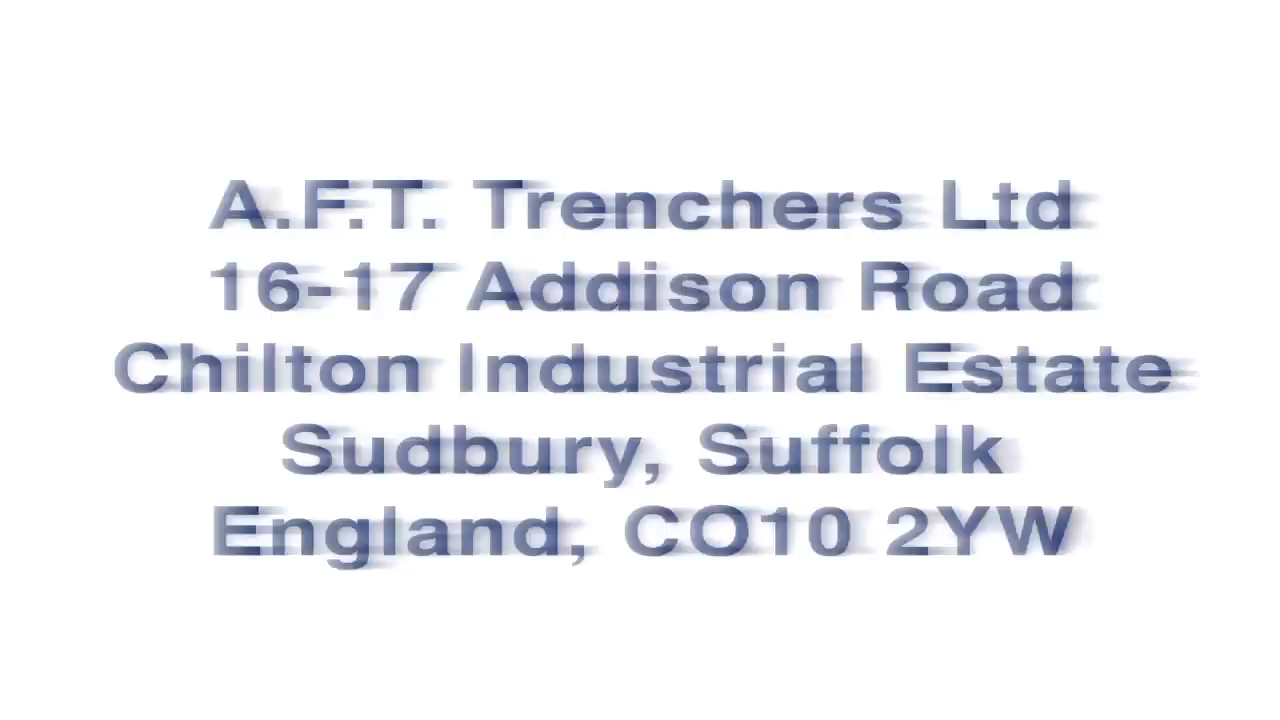 A.F.T. Trenchers Ltd
16-17 Addison Road
Chilton Industrial Estate
Sudbury, Suffolk
England, CO10 2YW